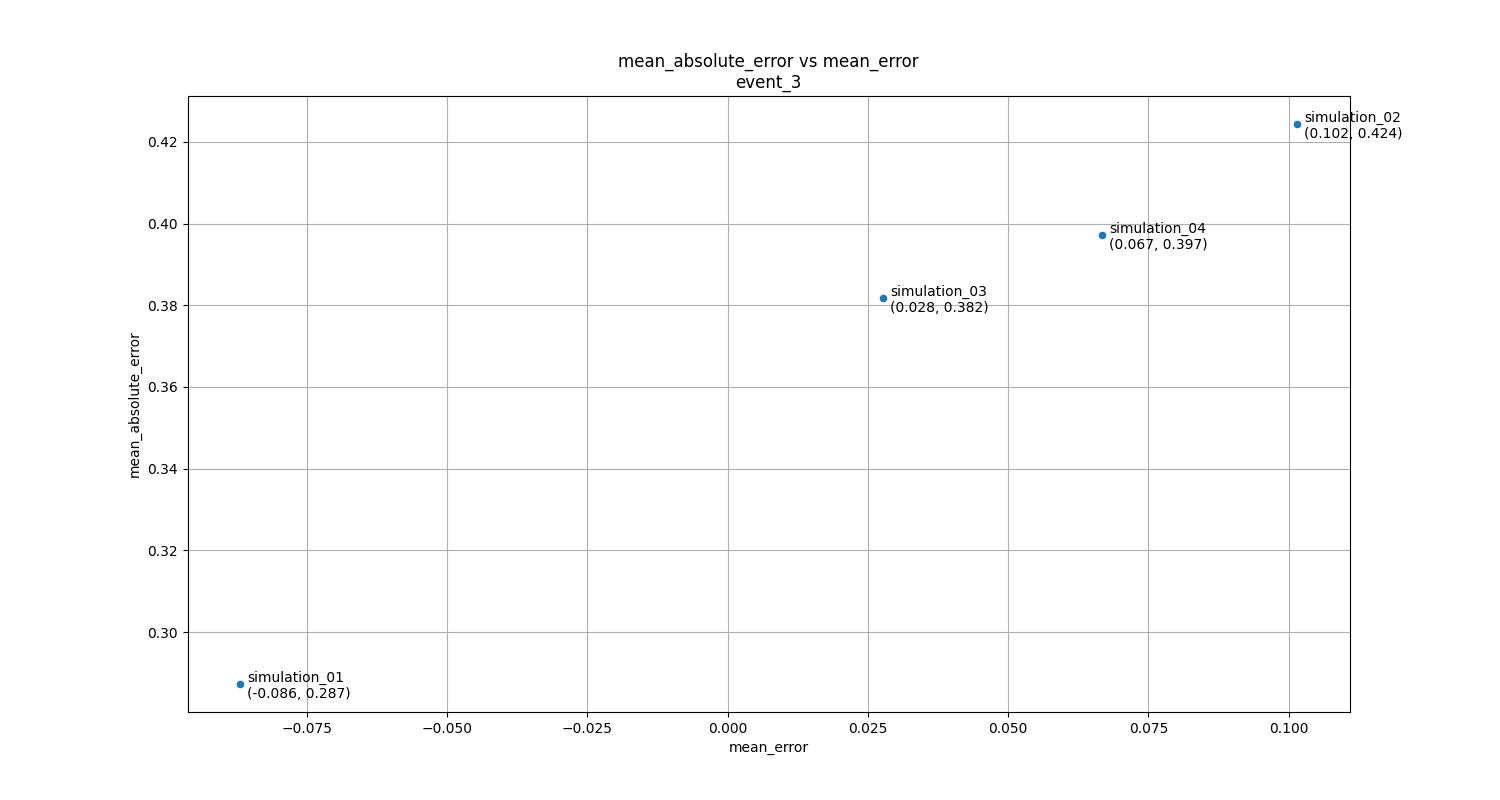 mean_absolute_error vs mean_error
event_3
simulation_02
(0.102, 0.424)
simulation_04
(0.067, 0.397)
simulation_03
(0.028, 0.382)
simulation_01
(-0.086, 0.287)
mean_absolute_error
0.42
0.40
0.38
0.36
0.34
0.32
0.30
−0.075
−0.050
−0.025
0.000
0.025
0.050
0.075
0.100
mean_error